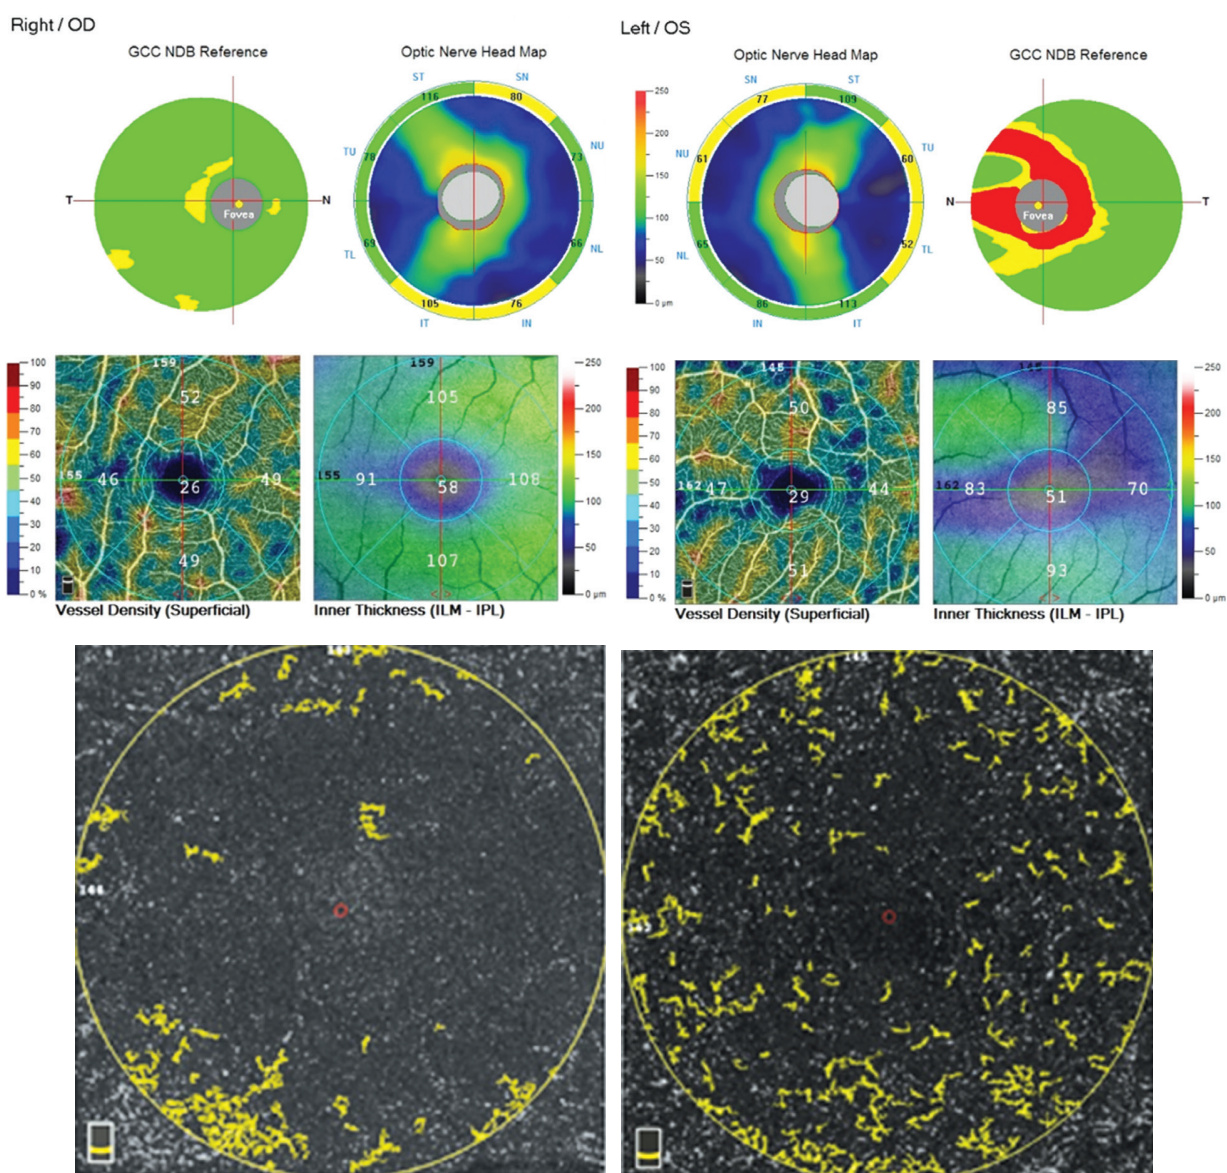 Right / OD
Left / OS
GCC NDB Reference
Optic Nerve Head Map
Optic Nerve Head Map
GCC NDB Reference
ST
SN
116
80
TU
NU
78
73
T
N
Fovea
69
66
TL
NL
105
76
IT
IN
250
200
150
100
50
0 µm
SN
ST
77
109
NU
TU
61
60
65
52
NL
TL
86
113
IN
IT
N
T
Fovea
100
90
80
70
60
50
40
30
20
10
0 %
159
52
155
46
26
49
49
Vessel Density (Superficial)
159
105
155
91
58
108
107
Inner Thickness (ILM - IPL)
250
200
150
100
50
0 µm
100
90
80
70
60
50
40
30
20
10
0 %
50
162
47
29
44
51
Vessel Density (Superficial)
85
162
83
51
70
93
Inner Thickness (ILM - IPL)
250
200
150
100
50
0 µm
144
145